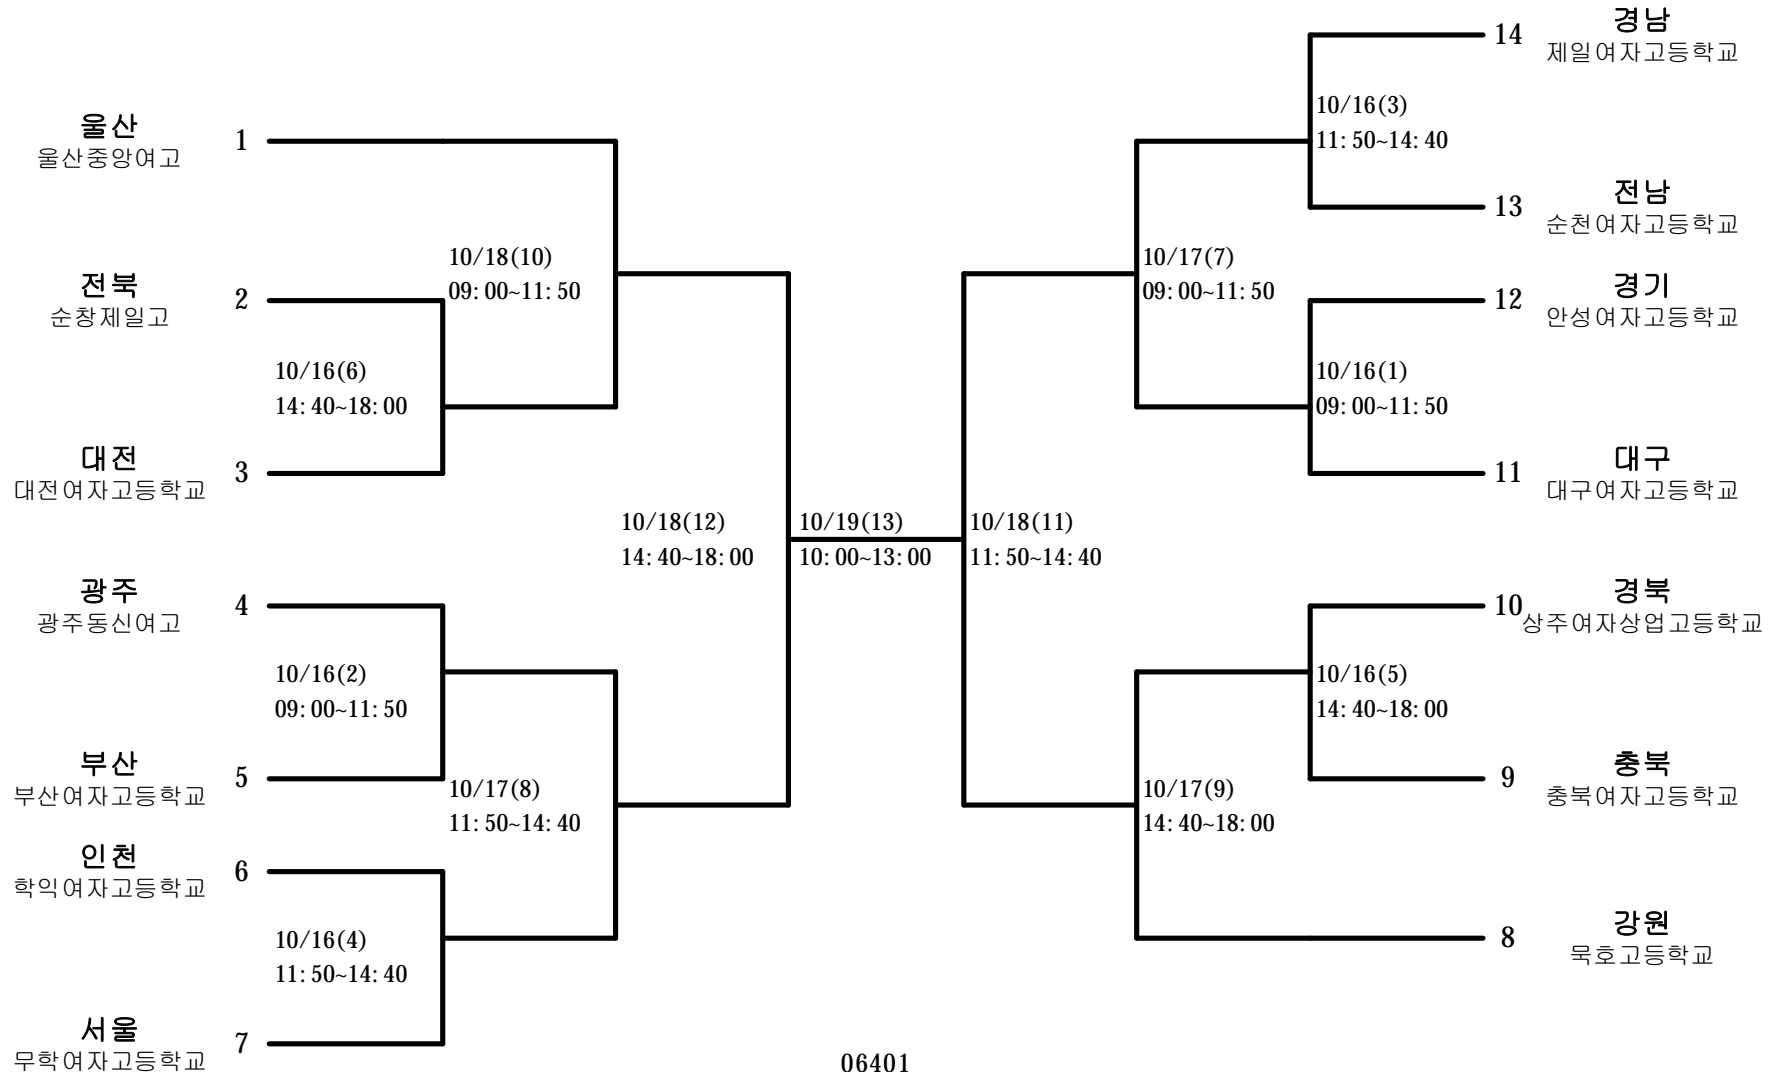 울산
울산중앙여고
1
전북
순창제일고
2
대전
대전여자고등학교
3
광주
광주동신여고
4
부산
부산여자고등학교
5
인천
학익여자고등학교
6
서울
무학여자고등학교
7
10/16(6)
14:40~18:00
10/16(2)
09:00~11:50
10/16(4)
11:50~14:40
10/18(10)
09:00~11:50
10/17(8)
11:50~14:40
10/18(12)
14:40~18:00
10/19(13)
10:00~13:00
10/18(11)
11:50~14:40
10/17(7)
09:00~11:50
10/17(9)
14:40~18:00
10/16(3)
11:50~14:40
10/16(1)
09:00~11:50
10/16(5)
14:40~18:00
14
경남
제일여자고등학교
13
전남
순천여자고등학교
12
경기
안성여자고등학교
11
대구
대구여자고등학교
10
경북
상주여자상업고등학교
9
충북
충북여자고등학교
8
강원
묵호고등학교
06401